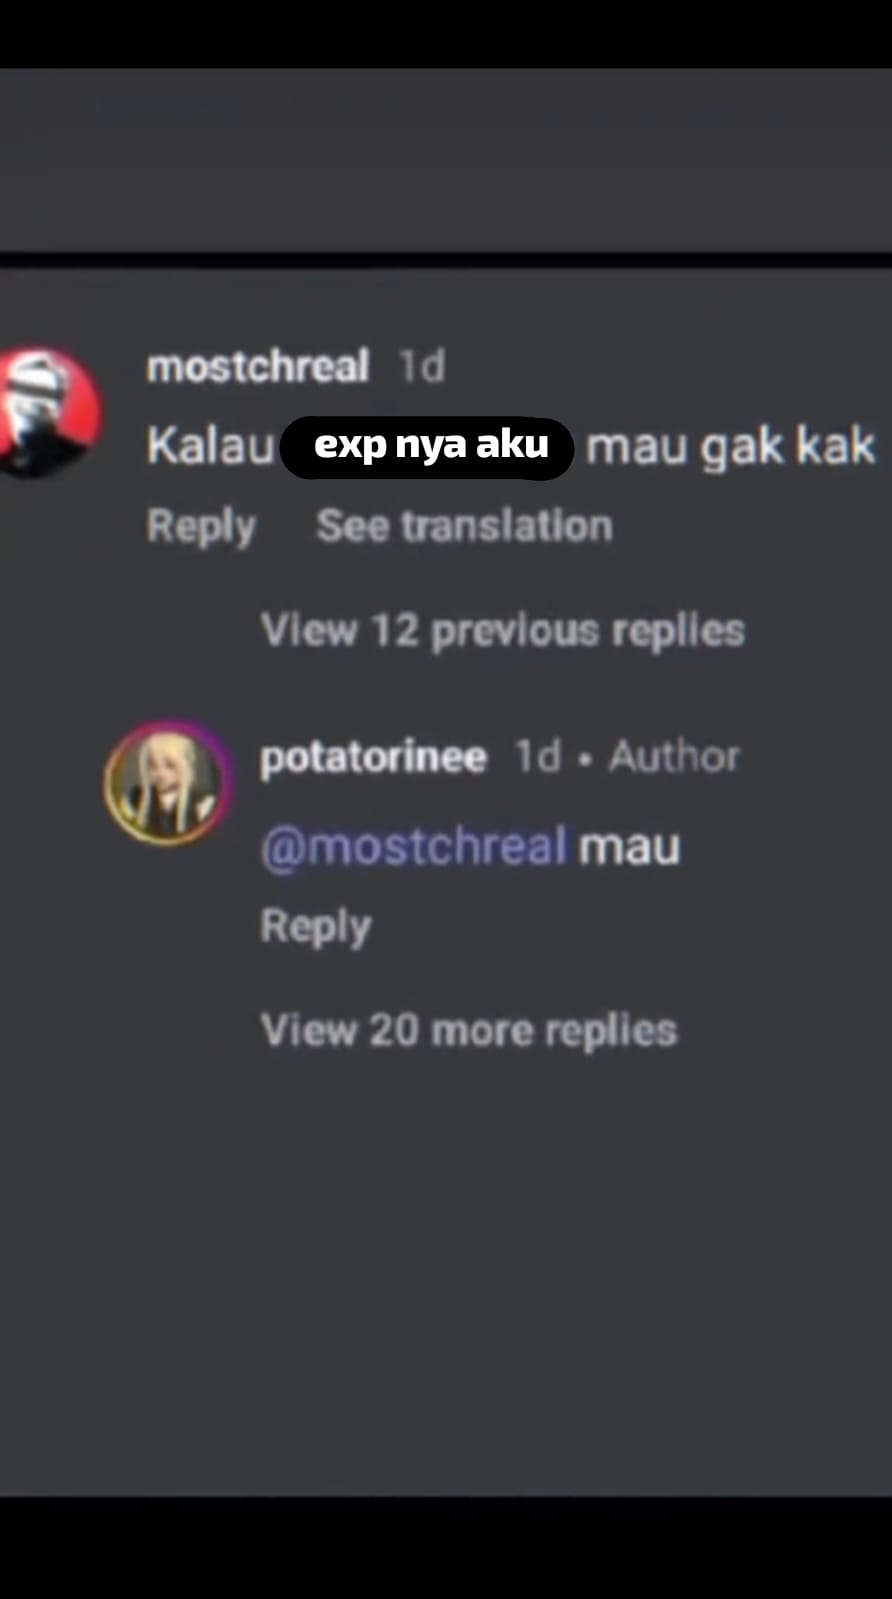 mostchreal 1d
Kalau exp nya aku mau gak kak
Reply See translation
View 12 previous replies
potatorinee 1d • Author
@mostchreal mau
Reply
View 20 more replies